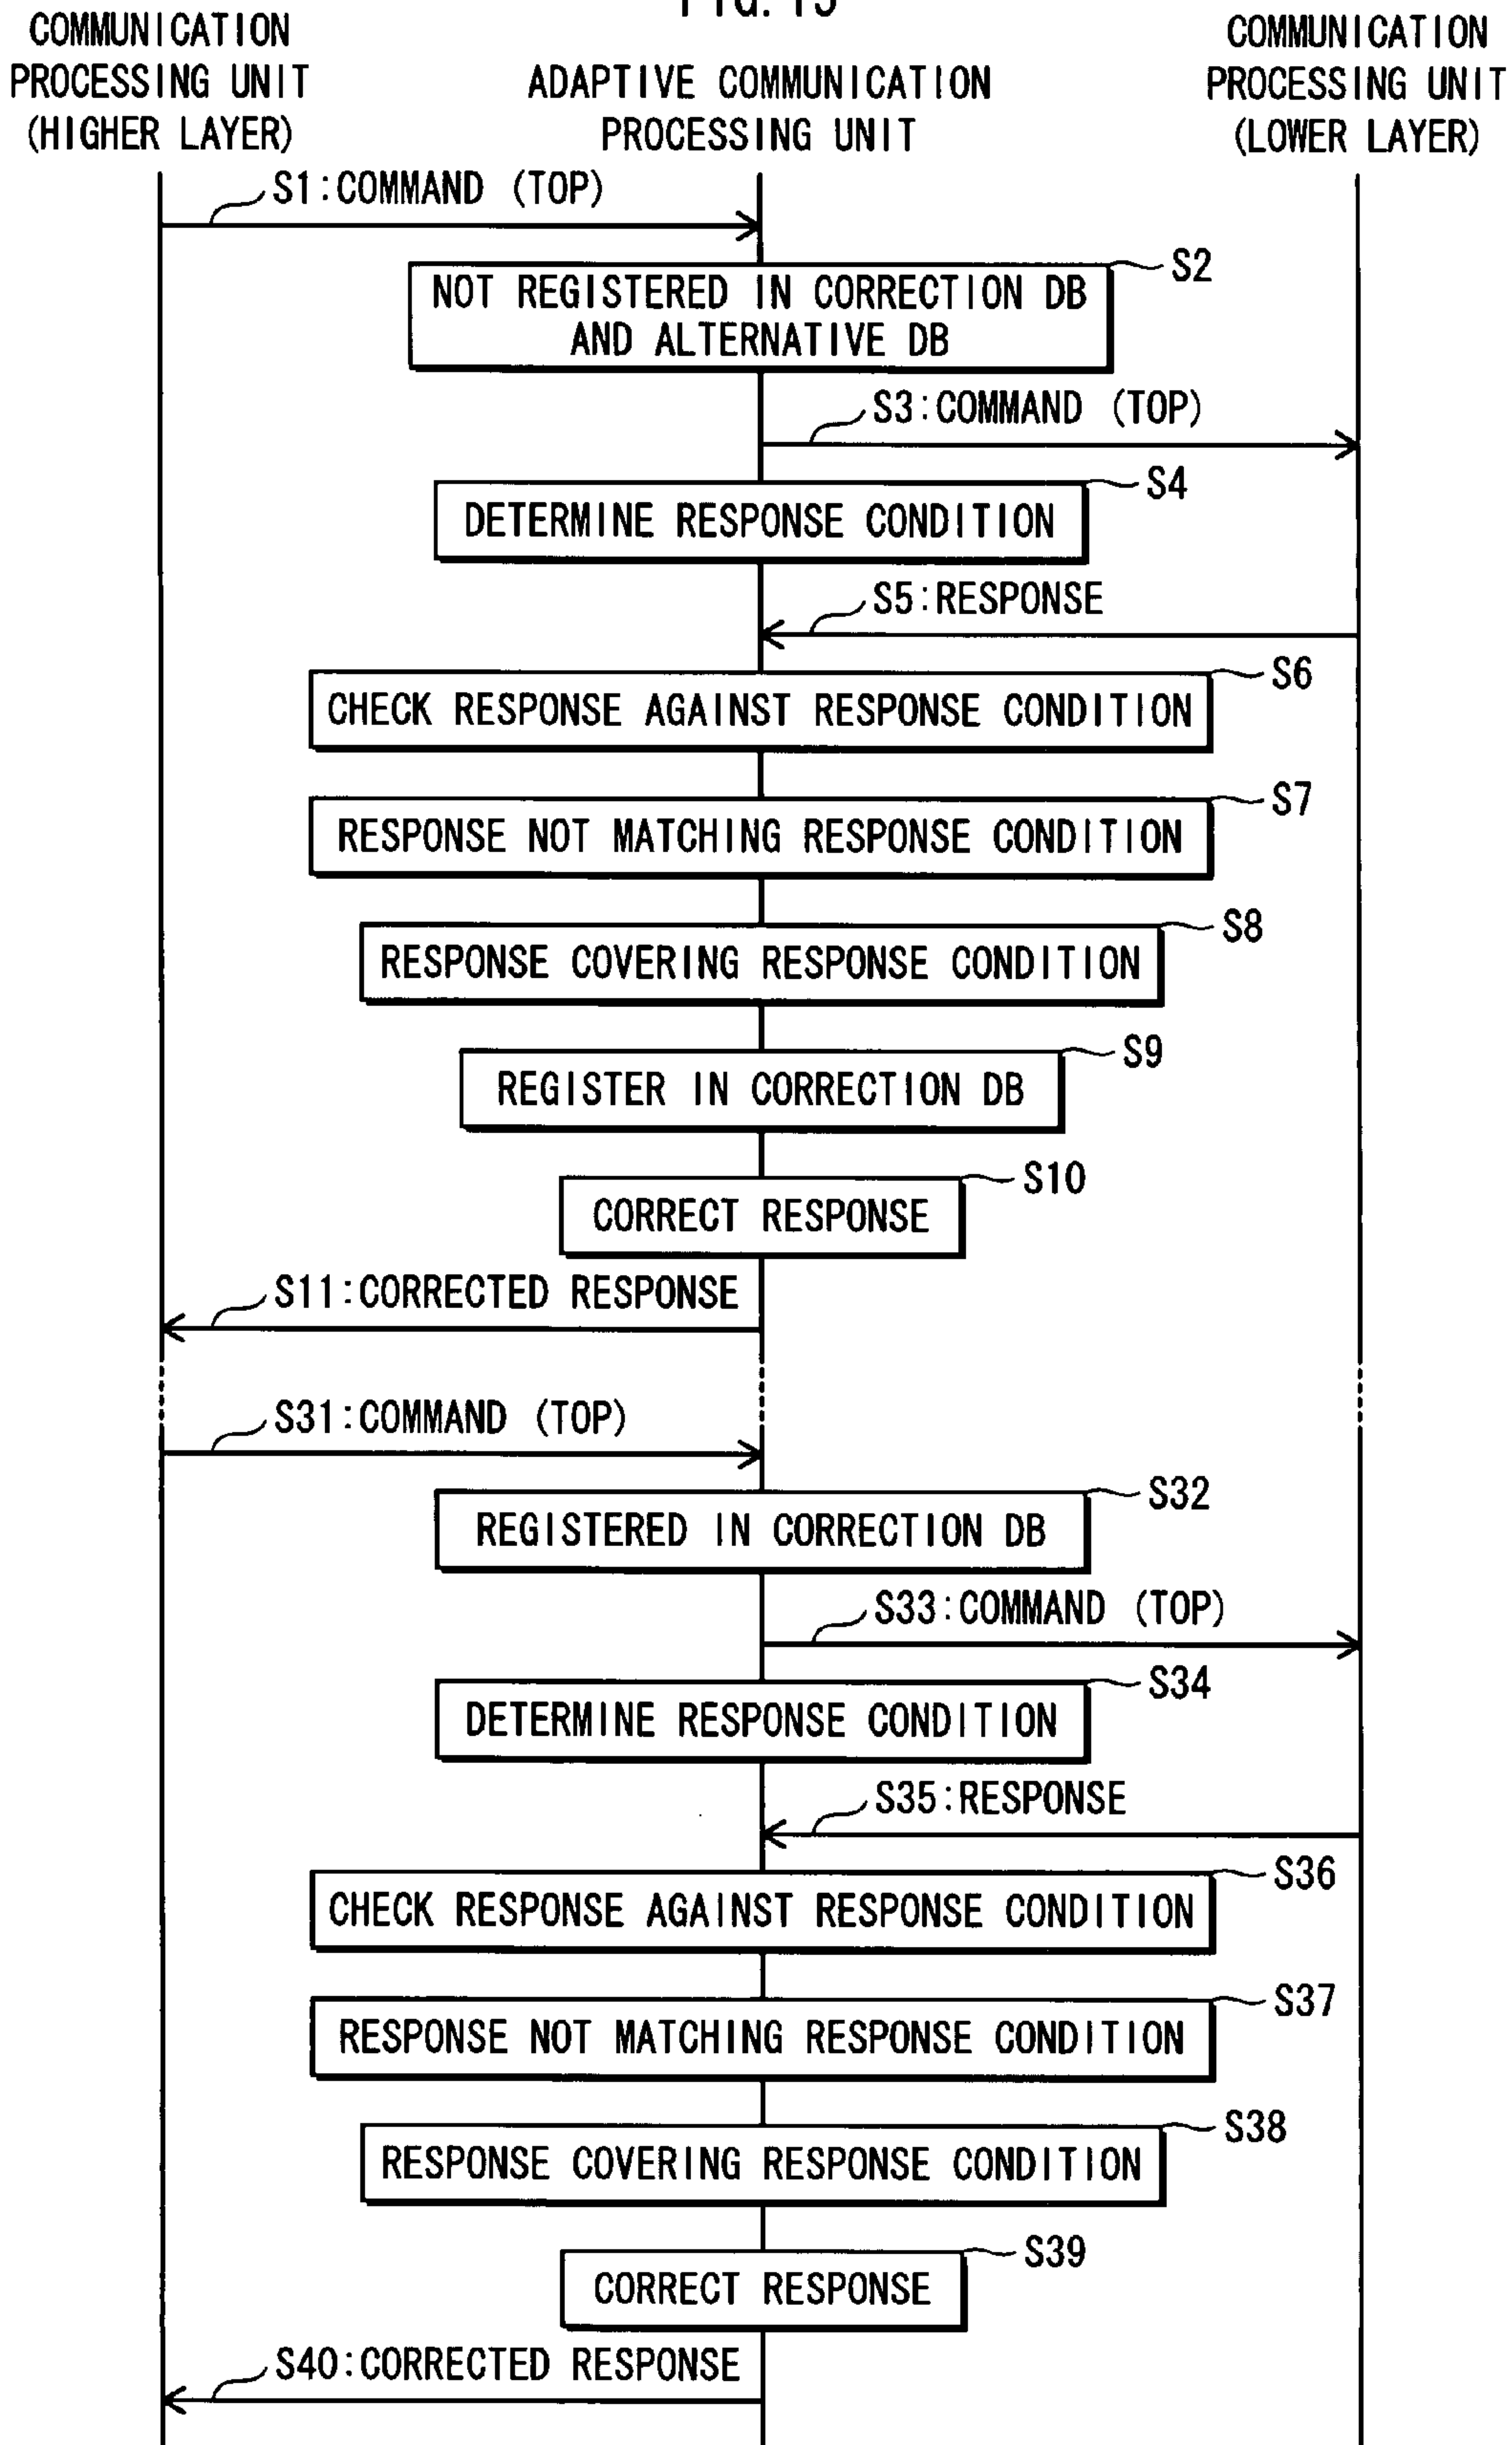 FIG. 13
COMMUNICATION
PROCESSING UNIT
(HIGHER LAYER)
ADAPTIVE COMMUNICATION
PROCESSING UNIT
COMMUNICATION
PROCESSING UNIT
(LOWER LAYER)
S1:COMMAND (TOP)
S2
NOT REGISTERED IN CORRECTION DB
AND ALTERNATIVE DB
S3:COMMAND (TOP)
S4
DETERMINE RESPONSE CONDITION
S5:RESPONSE
S6
CHECK RESPONSE AGAINST RESPONSE CONDITION
S7
RESPONSE NOT MATCHING RESPONSE CONDITION
S8
RESPONSE COVERING RESPONSE CONDITION
S9
REGISTER IN CORRECTION DB
S10
CORRECT RESPONSE
S11:CORRECTED RESPONSE
S31:COMMAND (TOP)
S32
REGISTERED IN CORRECTION DB
S33:COMMAND (TOP)
S34
DETERMINE RESPONSE CONDITION
S35:RESPONSE
S36
CHECK RESPONSE AGAINST RESPONSE CONDITION
S37
RESPONSE NOT MATCHING RESPONSE CONDITION
S38
RESPONSE COVERING RESPONSE CONDITION
S39
CORRECT RESPONSE
S40:CORRECTED RESPONSE